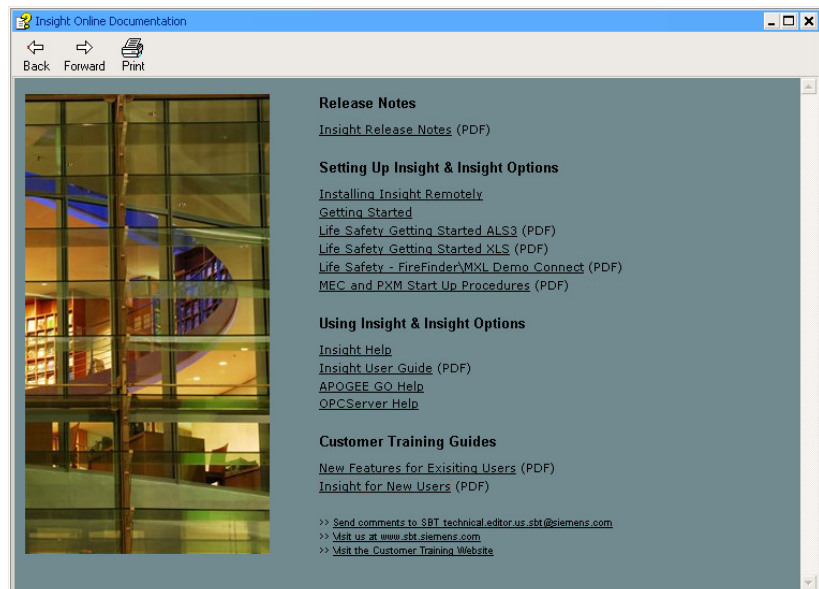 Insight Online Documentation
Back Forward Print
Release Notes
Insight Release Notes (PDF)
Setting Up Insight & Insight Options
Installing Insight Remotely
Getting Started
Life Safety Getting Started ALS3 (PDF)
Life Safety Getting Started XLS (PDF)
Life Safety - FireFinder\MXL Demo Connect (PDF)
MEC and PXM Start Up Procedures (PDF)
Using Insight & Insight Options
Insight Help
Insight User Guide (PDF)
APOGEE GO Help
OPCServer Help
Customer Training Guides
New Features for Exisiting Users (PDF)
Insight for New Users (PDF)
>> Send comments to SBT technical.editor.us.sbt@siemens.com
>> Visit us at www.sbt.siemens.com
>> Visit the Customer Training Website